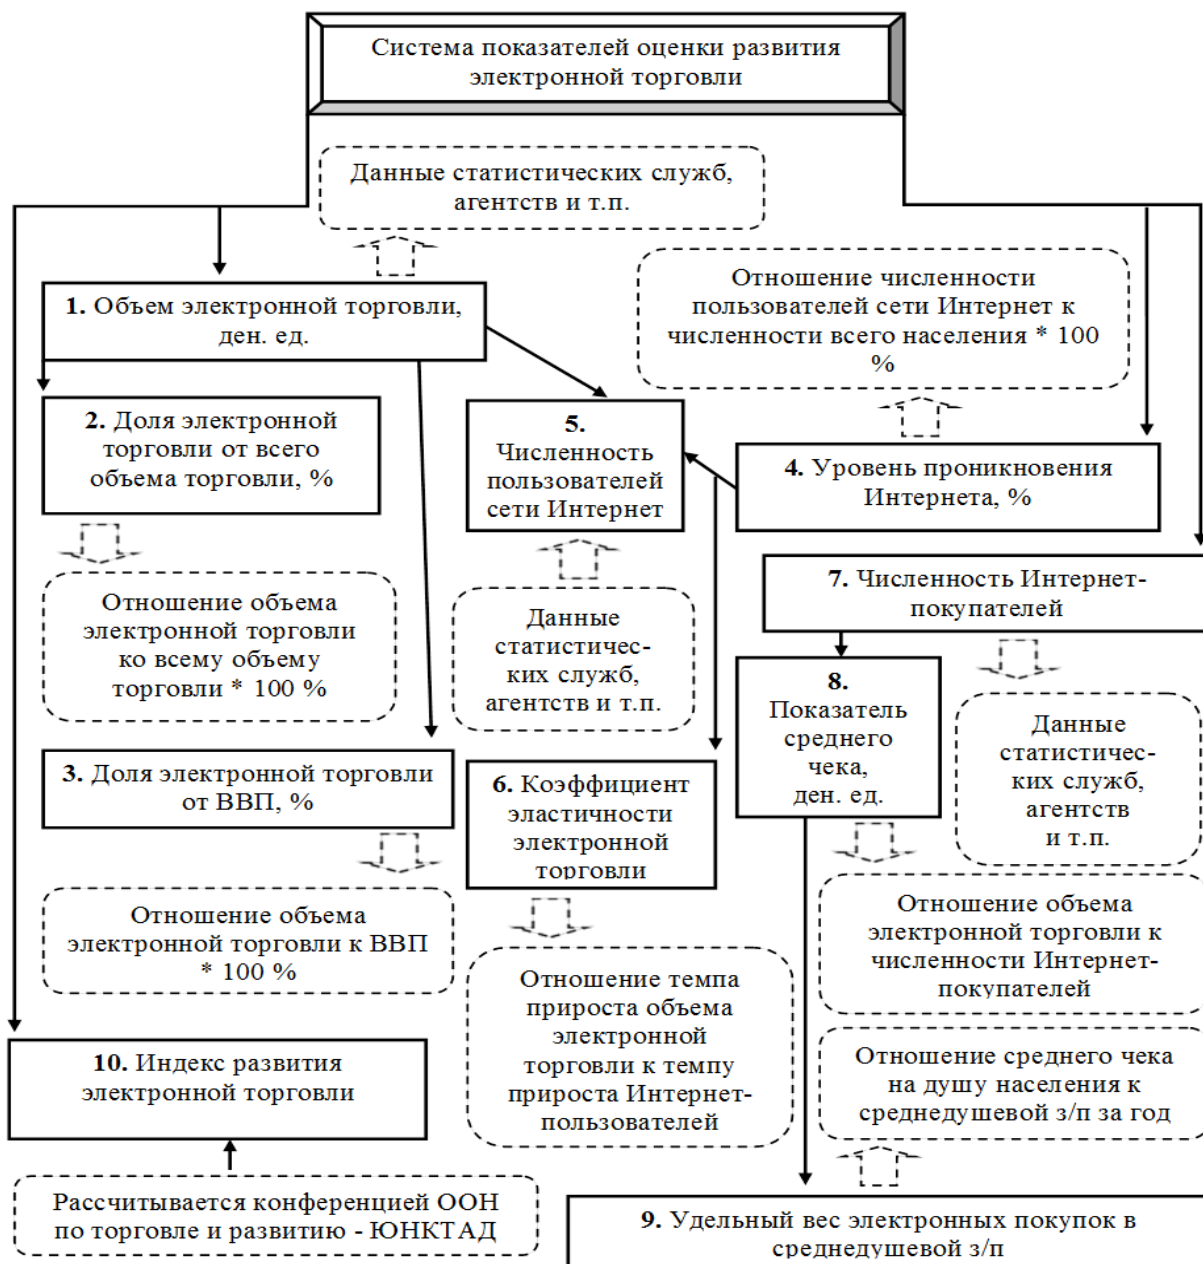 Система показателей оценки развития
электронной торговли
Данные статистических служб,
агентств и т.п.
1. Объем электронной торговли,
ден. ед.
Отношение численности
пользователей сети Интернет к
численности всего населения * 100
%
2. Доля электронной
торговли от всего
объема торговли, %
5.
Численность
пользователей
сети Интернет
4. Уровень проникновения
Интернета, %
Отношение объема
электронной торговли
ко всему объему
торговли * 100 %
Данные
статистичес-
ких служб,
агентств и т.п.
7. Численность Интернет-
покупателей
8.
Показатель
среднего
чека,
ден. ед.
Данные
статистичес-
ких служб,
агентств
и т.п.
3. Доля электронной торговли
от ВВП, %
6. Коэффициент
эластичности
электронной
торговли
Отношение объема
электронной торговли к ВВП
* 100 %
Отношение темпа
прироста объема
электронной
торговли к темпу
прироста Интернет-
пользователей
Отношение объема
электронной торговли к
численности Интернет-
покупателей
Отношение среднего чека
на душу населения к
среднедушевой з/п за год
10. Индекс развития
электронной торговли
Рассчитывается конференцией ООН
по торговле и развитию - ЮНКТАД
9. Удельный вес электронных покупок в
среднедушевой з/п